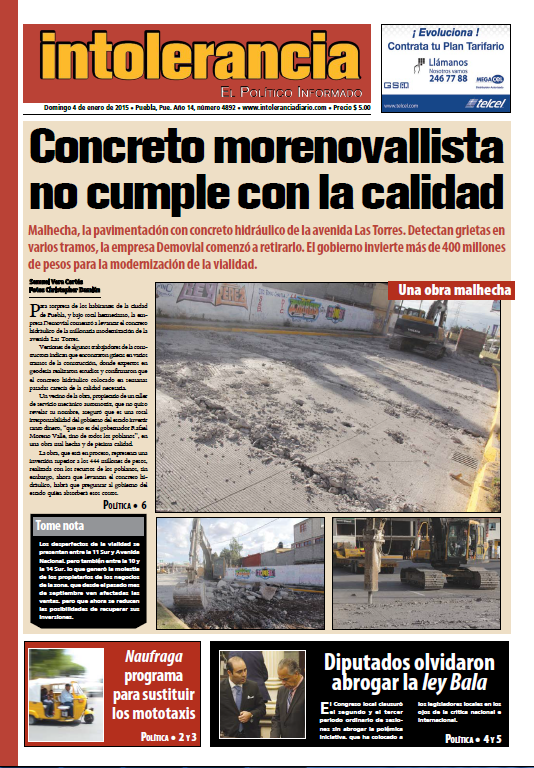 intolerancia
EL POLÍTICO INFORMADO
Domingo 4 de enero de 2015 • Puebla, Pue. Año 14, número 4892 • www.intoleranciadiario.com • Precio $ 5.00
¡ Evoluciona !
Contrata tu Plan Tarifario
Llámanos
Nosotros vamos
246 77 88
GSM
MEGACEL
www.telcel.com
telcel
Concreto morenovallista
no cumple con la calidad
Malhecha, la pavimentación con concreto hidráulico de la avenida Las Torres. Detectan grietas en
varios tramos, la empresa Demovial comenzó a retirarlo. El gobierno invierte más de 400 millones
de pesos para la modernización de la vialidad.
Una obra malhecha
Samuel Vera Cortés
Fotos Christopher Damián
Para sorpresa de los habitantes de la ciudad
de Puebla, y bajo total hermetismo, la em-
presa Demovial comenzó a levantar el concreto
hidráulico de la millonaria modernización de la
avenida Las Torres.
Versiones de algunos trabajadores de la cons-
tructora indican que encontraron grietas en varios
tramos de la construcción, donde expertos en
geodesia realizaron estudios y confirmaron que
el concreto hidráulico colocado en semanas
pasadas carecía de la calidad necesaria.
Un vecino de la obra, propietario de un taller
de servicio mecánico automotriz, que no quiso
revelar su nombre, aseguró que es una total
irresponsabilidad del gobierno del estado invertir
tanto dinero, “que no es del gobernador Rafael
Moreno Valle, sino de todos los poblanos”, en
una obra mal hecha y de pésima calidad.
La obra, que está en proceso, representa una
inversión superior a los 444 millones de pesos,
realizada con los recursos de los poblanos, sin
embargo, ahora que levantan el concreto hi-
dráulico, habrá que preguntar al gobierno del
estado quién absorberá esos costos.
POLÍTICA • 6
Tome nota
Los desperfectos de la vialidad se
presentan entre la 11 Sur y Avenida
Nacional, pero también entre la 10 y
la 14 Sur, lo que generó la molestia
de los propietarios de los negocios
de la zona, que desde el pasado mes
de septiembre ven afectadas las
ventas, pero que ahora se reducen
las posibilidades de recuperar sus
inversiones.
Naufraga
programa
para sustituir
los mototaxis
POLÍTICA • 2 y 3
Diputados olvidaron
abrogar la ley Bala
El Congreso local clausuró
el segundo y el tercer
periodo ordinario de sesio-
nes sin abrogar la polémica
iniciativa, que ha colocado a
los legisladores locales en los
ojos de la crítica nacional e
internacional.
POLÍTICA • 4 y 5